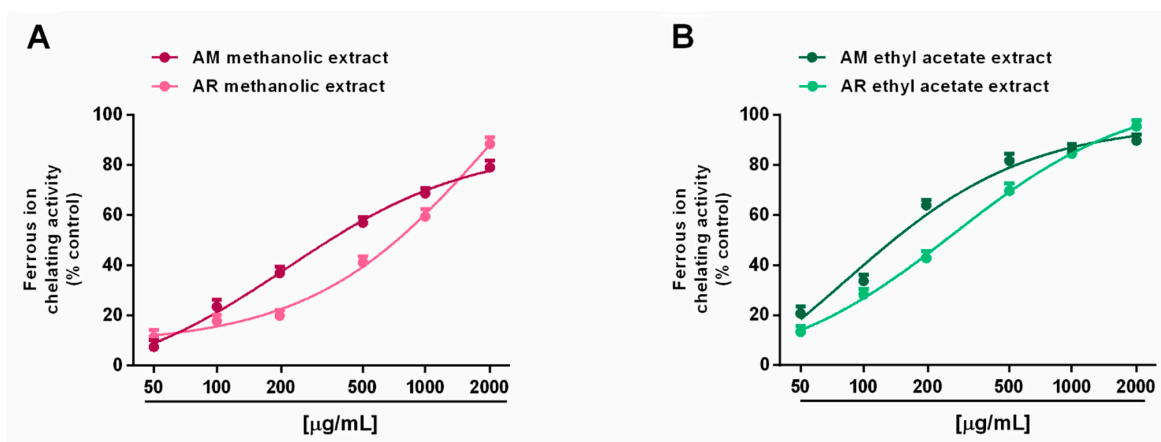 A
AM methanolic extract
AR methanolic extract
Ferrous ion
chelating activity
(% control)
100
80
60
40
20
0
50 100 200 500 1000 2000
[µg/mL]
B
AM ethyl acetate extract
AR ethyl acetate extract
Ferrous ion
chelating activity
(% control)
100
80
60
40
20
0
50 100 200 500 1000 2000
[µg/mL]